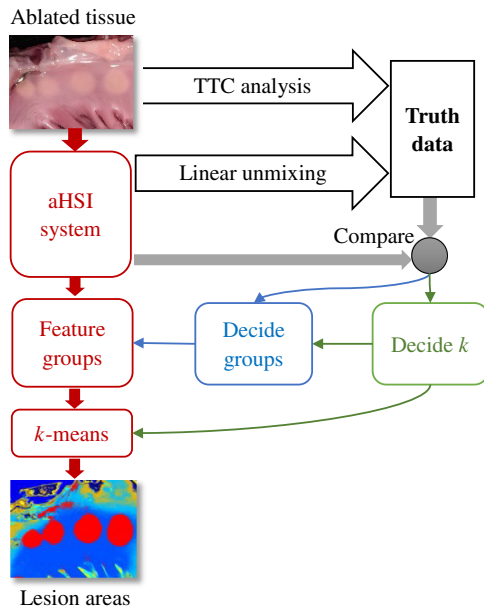 Ablated tissue
TTC analysis
Truth
data
Linear unmixing
aHSI
system
Compare
Feature
groups
Decide
groups
Decide k
k-means
Lesion areas